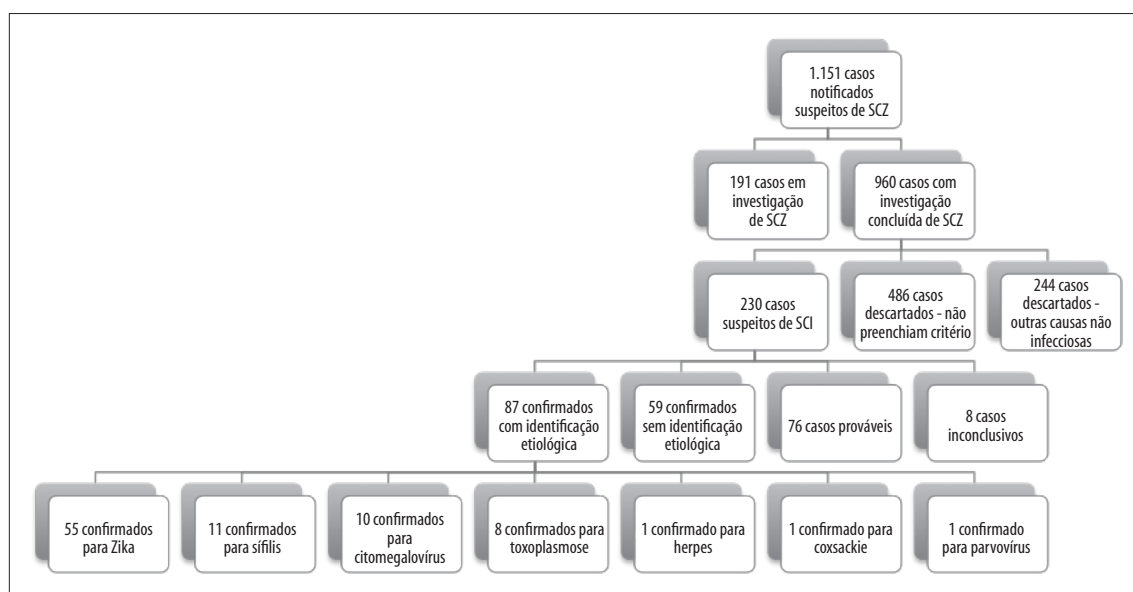 1.151 casos
notificados
suspeitos de SCZ
191 casos em
investigação
de SCZ
960 casos com
investigação
concluída de SCZ
230 casos
suspeitos de SCI
486 casos
descartados - não
preenchiam critério
244 casos
descartados -
outras causas não
infecciosas
87 confirmados
com identificação
etiológica
59 confirmados
sem identificação
etiológica
76 casos prováveis
8 casos
inconclusivos
55 confirmados
para Zika
11 confirmados
para sífilis
10 confirmados
para
citomegalovírus
8 confirmados para
toxoplasmose
1 confirmado para
herpes
1 confirmado para
coxsackie
1 confirmado
para parvovírus